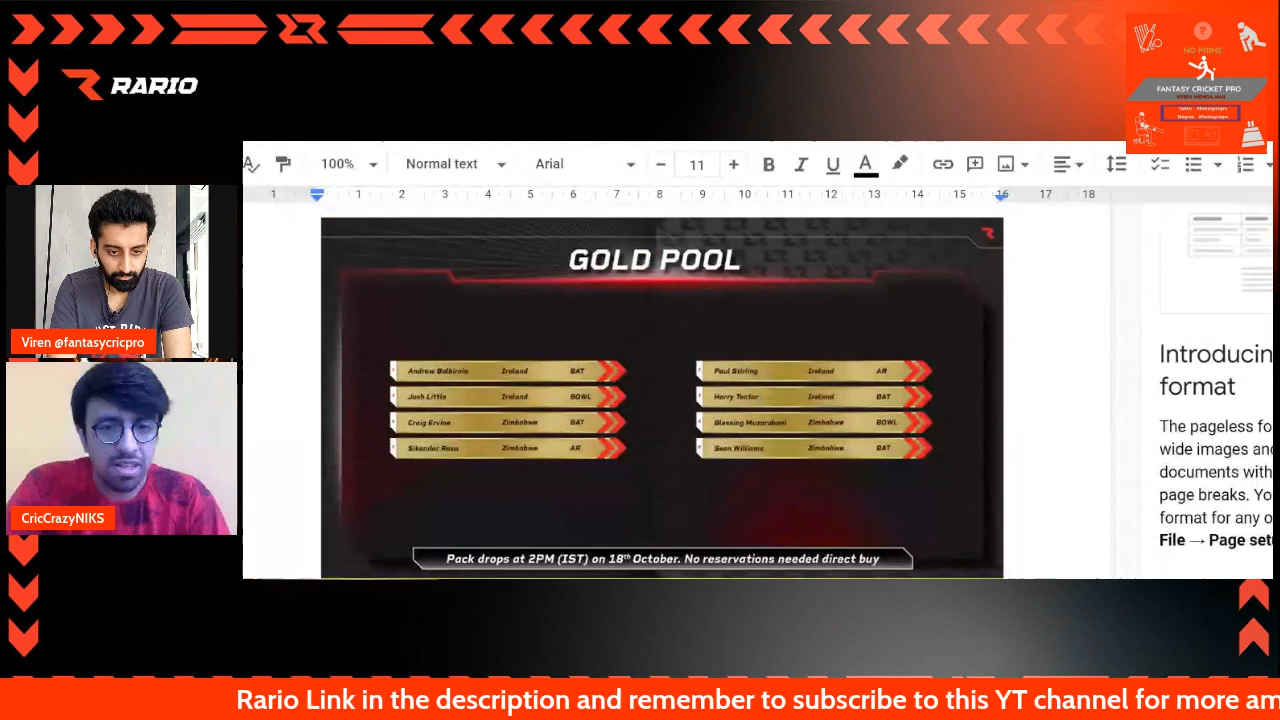 RARIO
NO PRIME
FANTASY CRICKET PRO
VIREN HEMRAJANI
100% Normal text Arial 11 B I U A
1 1 2 3 4 5 6 7 8 9 10 11 12 13 14 15 16 17 18
GOLD POOL
Andrew Balbirnie Ireland BAT
Josh Little Ireland BOWL
Craig Ervine Zimbabwe BAT
Sikandar Raza Zimbabwe AR
Paul Stirling Ireland AR
Harry Tector Ireland BAT
Blessing Muzarabani Zimbabwe BOWL
Sean Williams Zimbabwe BAT
Pack drops at 2PM (IST) on 18th October. No reservations needed direct buy
Introducin
format
The pageless fo
wide images and
documents with
page breaks. Yo
format for any o
File → Page set
Viren @fantasycricpro
CricCrazyNIKS
Rario Link in the description and remember to subscribe to this YT channel for more am